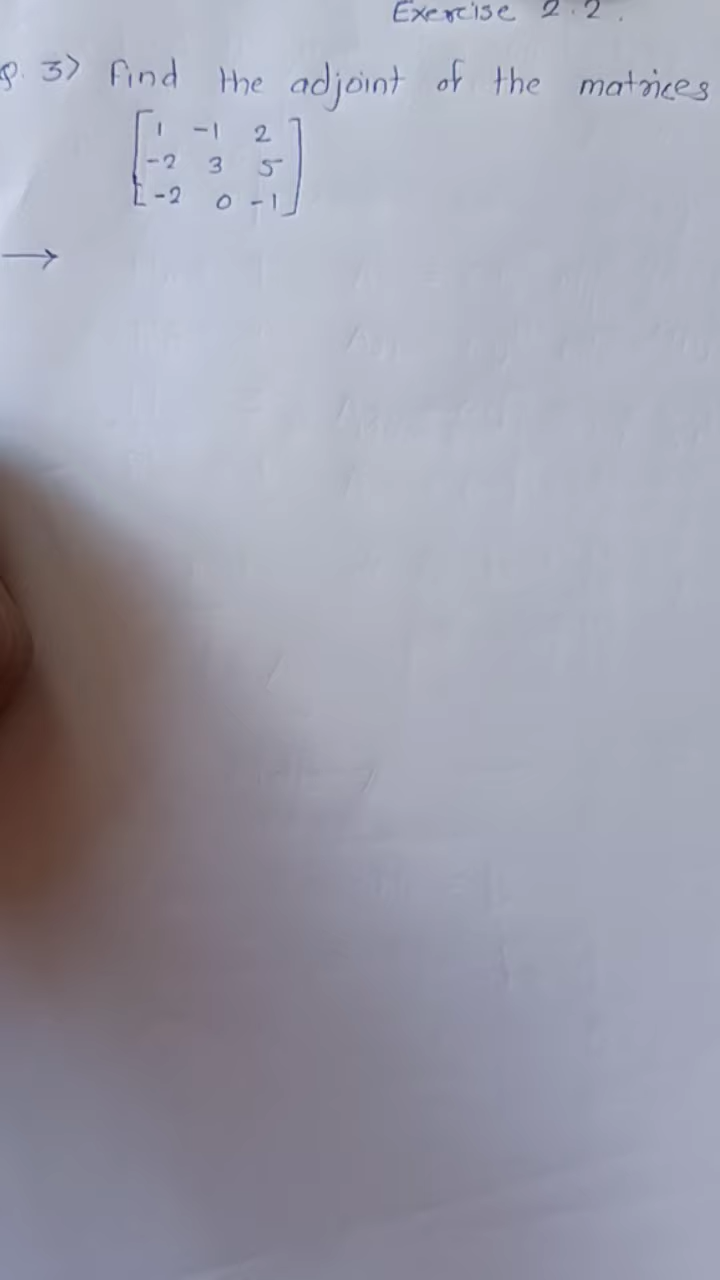 Exercise 2.2.
Q. 3) Find the adjoint of the matrices
1 -1 2
-2 3 5
-2 0 -1
→